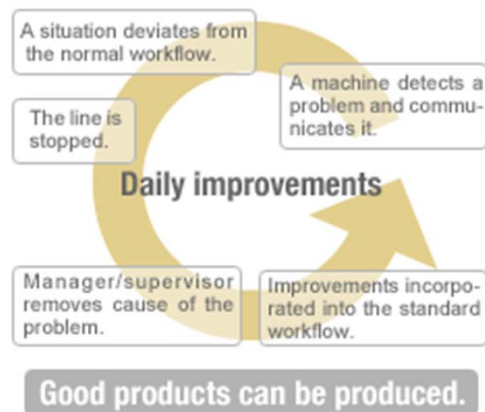 A situation deviates from
the normal workflow.
A machine detects a
problem and commu-
nicates it.
The line is
stopped.
Daily improvements
Manager/supervisor
removes cause of the
problem.
Improvements incorpo-
rated into the standard
workflow.
Good products can be produced.